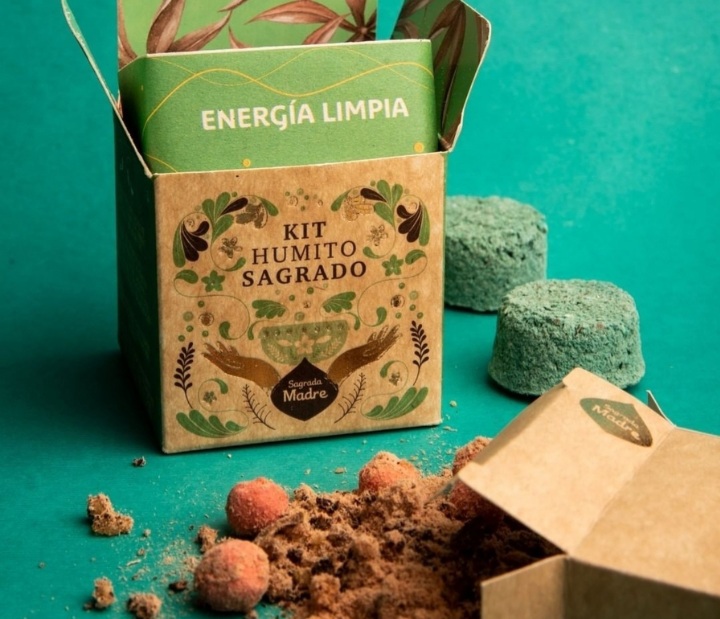 ENERGÍA LIMPIA
KIT
HUMITO
SAGRADO
Sagrada
Madre
Sagrada
Madre